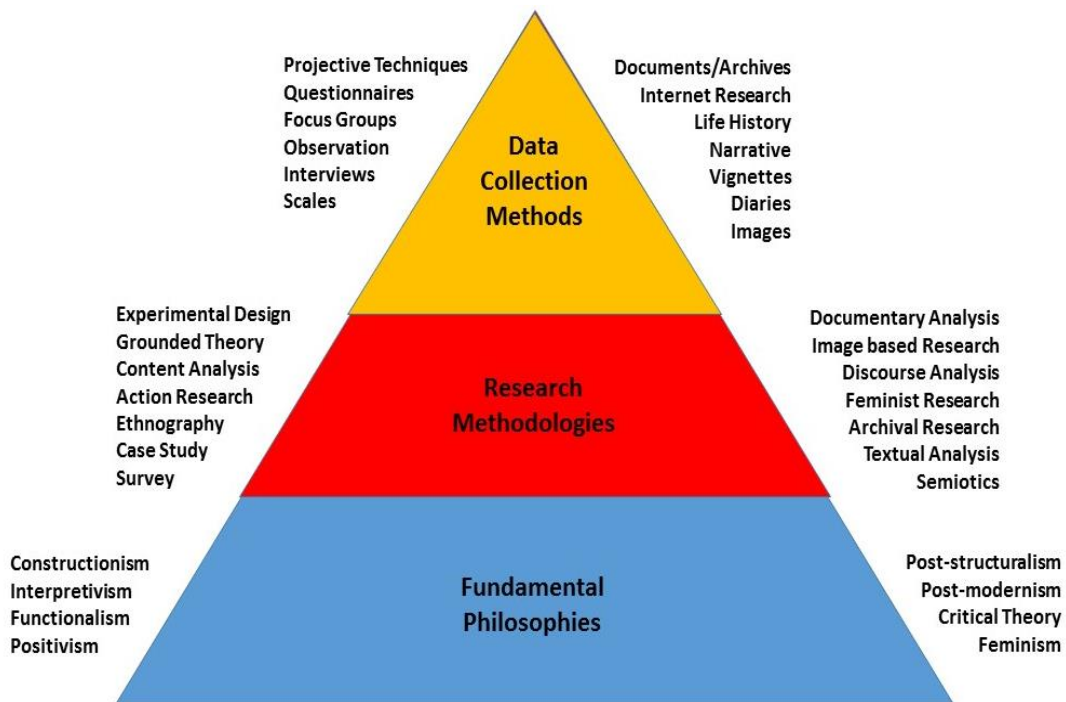 Projective Techniques
Questionnaires
Focus Groups
Observation
Interviews
Scales
Data
Collection
Methods
Documents/Archives
Internet Research
Life History
Narrative
Vignettes
Diaries
Images
Experimental Design
Grounded Theory
Content Analysis
Action Research
Ethnography
Case Study
Survey
Research
Methodologies
Documentary Analysis
Image based Research
Discourse Analysis
Feminist Research
Archival Research
Textual Analysis
Semiotics
Constructionism
Interpretivism
Functionalism
Positivism
Fundamental
Philosophies
Post-structuralism
Post-modernism
Critical Theory
Feminism